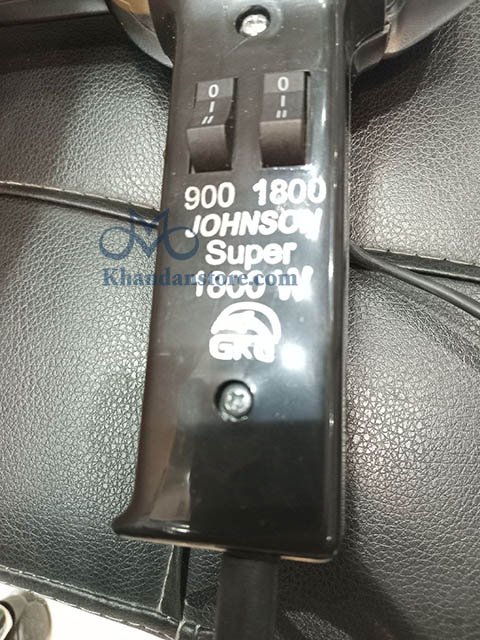 0 0
I I
II II
900 1800
JOHNSON
Super
Khandanstore.com
1800 W
GKG